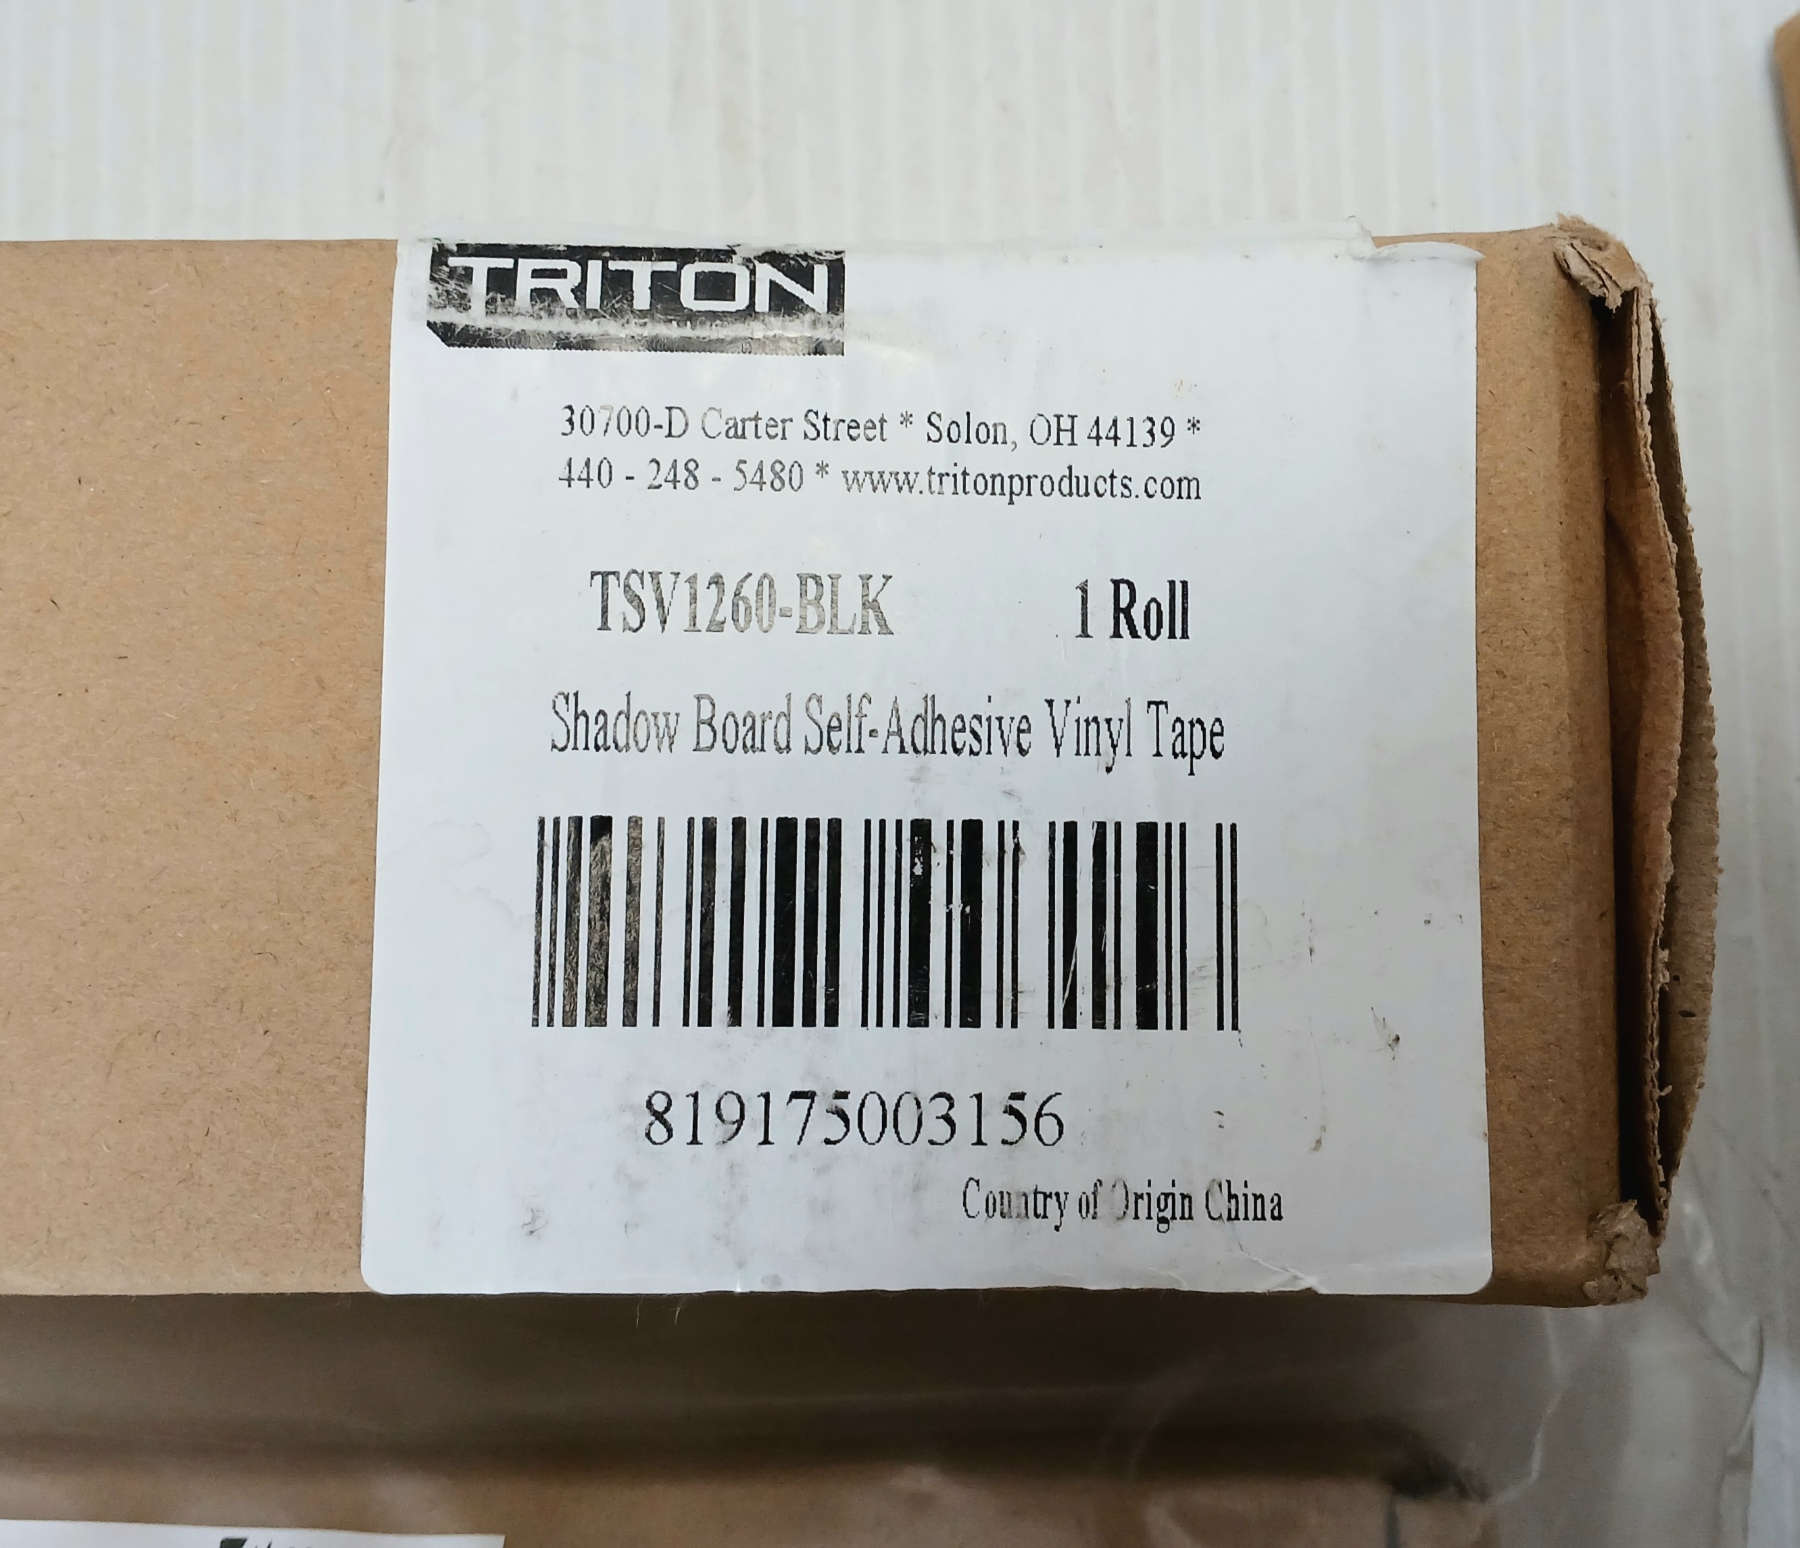 TRITON
30700-D Carter Street * Solon, OH 44139 *
440 - 248 - 5480 * www.tritonproducts.com
TSV1260-BLK 1 Roll
Shadow Board Self-Adhesive Vinyl Tape
819175003156
Country of Origin China